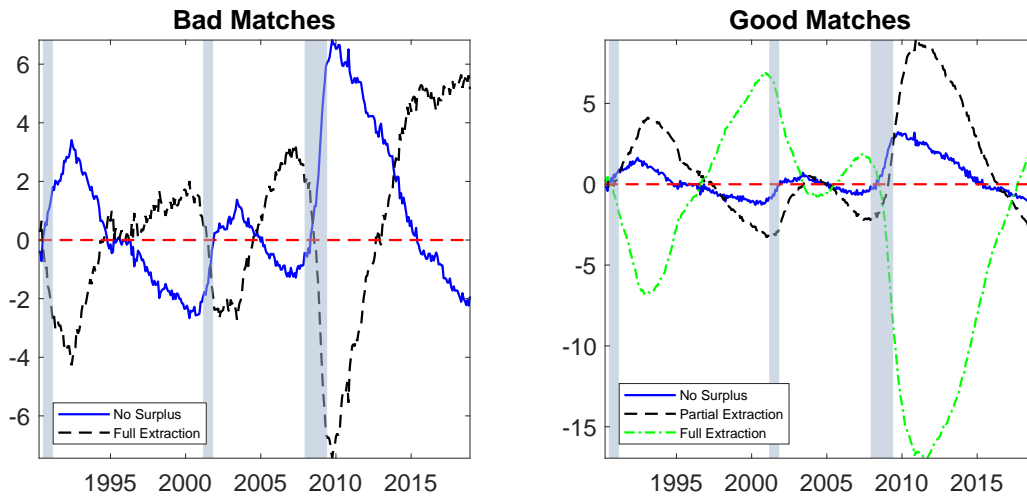 Bad Matches
6
4
2
0
-2
-4
-6
No Surplus
Full Extraction
1995 2000 2005 2010 2015
Good Matches
5
0
-5
-10
-15
No Surplus
Partial Extraction
Full Extraction
1995 2000 2005 2010 2015